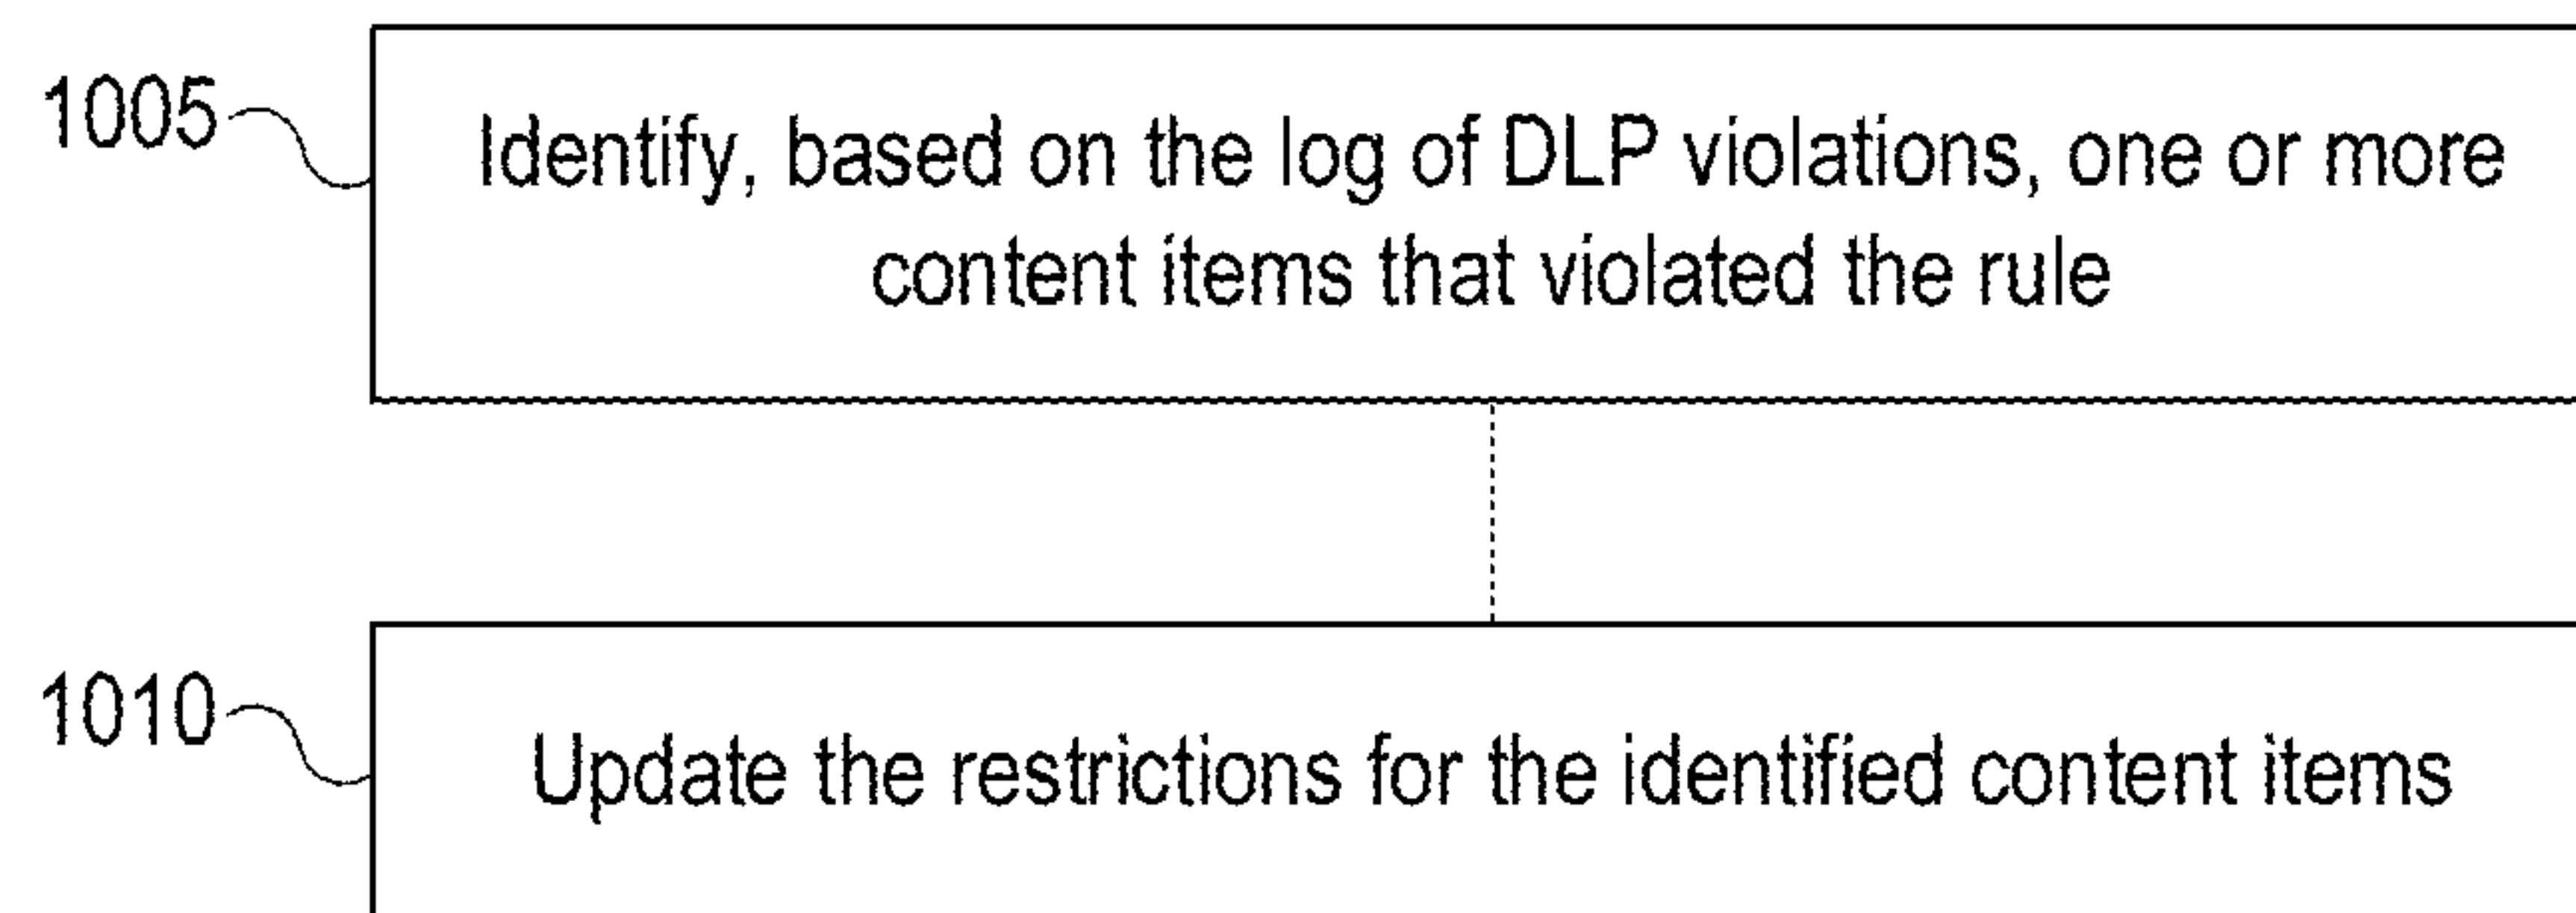 1005
Identify, based on the log of DLP violations, one or more
content items that violated the rule
1010
Update the restrictions for the identified content items